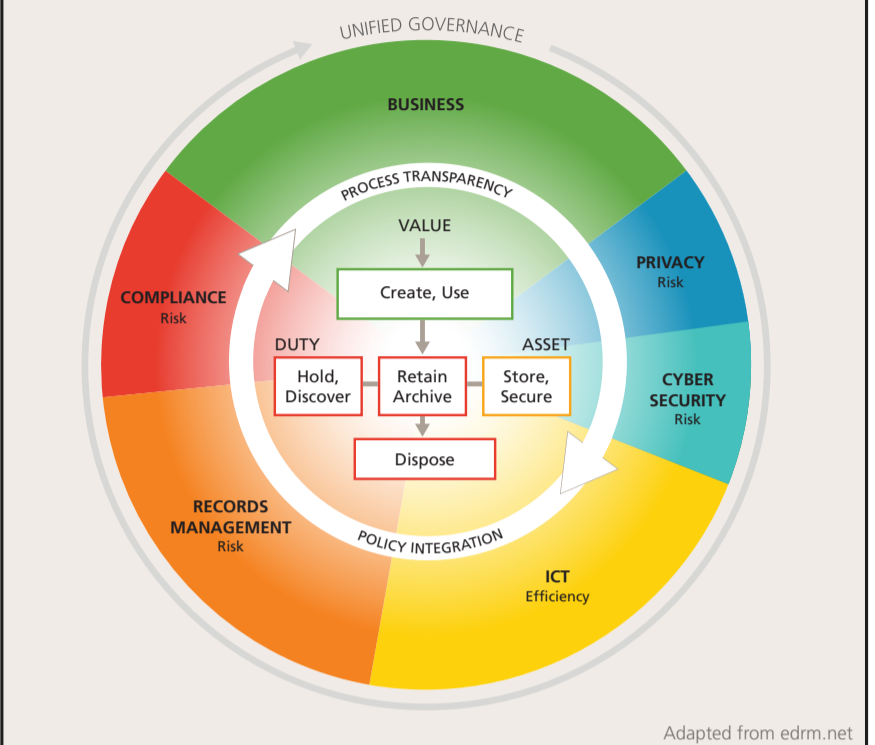 UNIFIED GOVERNANCE
BUSINESS
PROCESS TRANSPARENCY
VALUE
Create, Use
PRIVACY
Risk
COMPLIANCE
Risk
DUTY
ASSET
Hold,
Discover
Retain
Archive
Store,
Secure
CYBER
SECURITY
Risk
Dispose
RECORDS
MANAGEMENT
Risk
POLICY INTEGRATION
ICT
Efficiency
Adapted from edrm.net